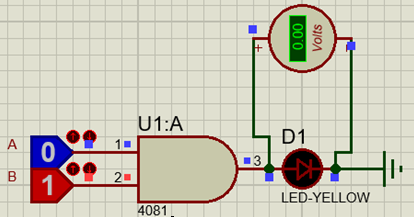 0.00 Volts
+
U1:A
A 0 1
B 1 2
3
4081
D1
LED-YELLOW